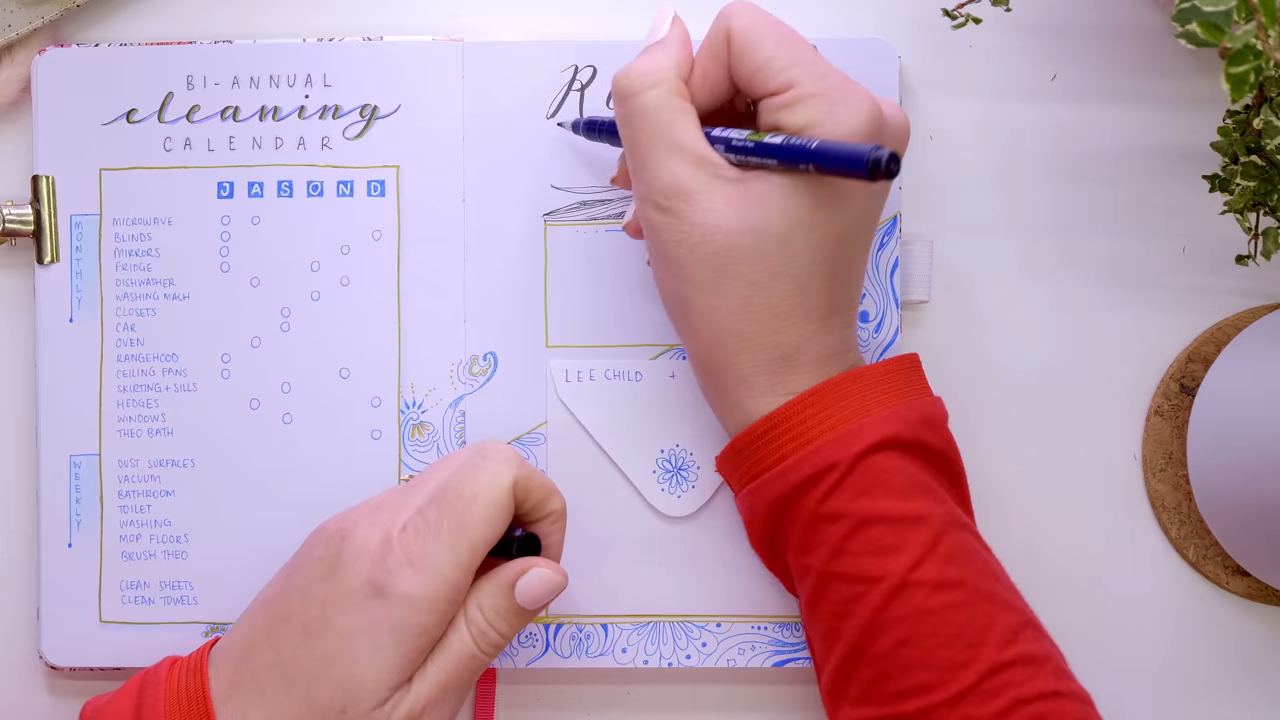 BI-ANNUAL
cleaning
CALENDAR
J A S O N D
MONTHLY
MICROWAVE
BLINDS
MIRRORS
FRIDGE
DISHWASHER
WASHING MACH
CLOSETS
CAR
OVEN
RANGEHOOD
CEILING FANS
SKIRTING + SILLS
HEDGES
WINDOWS
THEO BATH
WEEKLY
DUST SURFACES
VACUUM
BATHROOM
TOILET
WASHING
MOP FLOORS
BRUSH THEO
CLEAN SHEETS
CLEAN TOWELS
R
LEE CHILD +